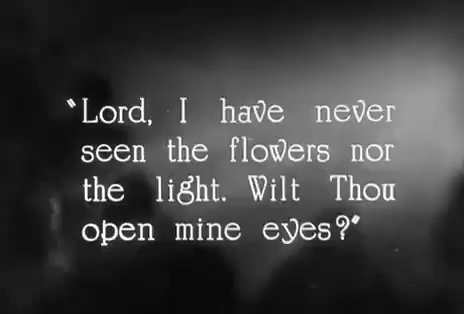 "Lord, I have never
seen the flowers nor
the light. Wilt Thou
open mine eyes?"